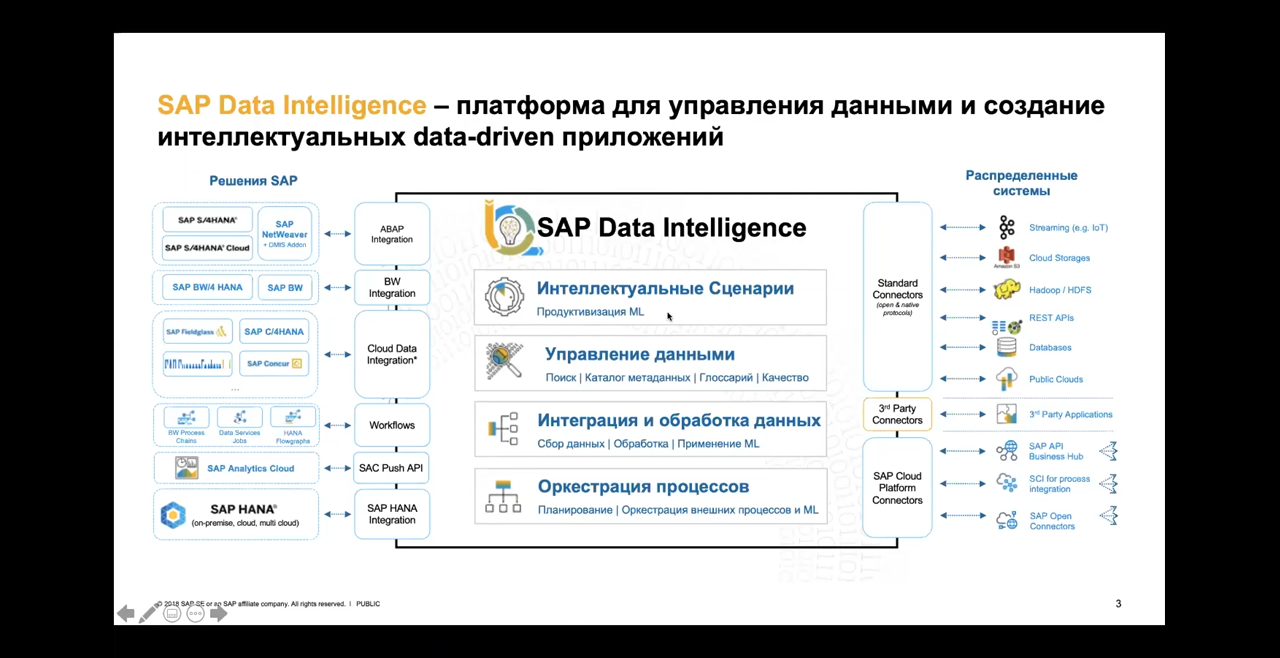 SAP Data Intelligence – платформа для управления данными и создание
интеллектуальных data-driven приложений
Решения SAP
SAP S/4HANA®
SAP S/4HANA® Cloud
SAP
NetWeaver
+ DMIS Addon
ABAP
Integration
SAP BW/4 HANA
SAP BW
BW
Integration
SAP Fieldglass
SAP C/4HANA
SAP Concur
...
Cloud Data
Integration*
BW Process
Chains
Data Services
Jobs
HANA
Flowgraphs
Workflows
SAP Analytics Cloud
SAC Push API
SAP HANA®
(on-premise, cloud, multi cloud)
SAP HANA
Integration
SAP Data Intelligence
Интеллектуальные Сценарии
Продуктивизация ML
Управление данными
Поиск | Каталог метаданных | Глоссарий | Качество
Интеграция и обработка данных
Сбор данных | Обработка | Применение ML
Оркестрация процессов
Планирование | Оркестрация внешних процессов и ML
Распределенные
системы
Standard
Connectors
(open & native
protocols)
3rd Party
Connectors
SAP Cloud
Platform
Connectors
Streaming (e.g. IoT)
Amazon S3
Cloud Storages
Hadoop / HDFS
REST APIs
Databases
Public Clouds
3rd Party Applications
SAP API
Business Hub
SCI for process
integration
SAP Open
Connectors
© 2018 SAP SE or an SAP affiliate company. All rights reserved. | PUBLIC
3